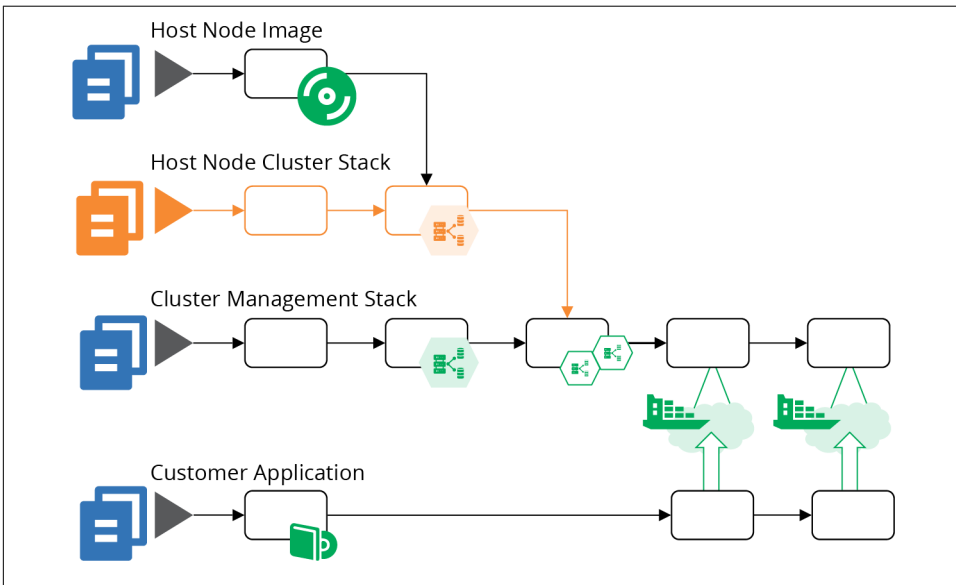 Host Node Image
Host Node Cluster Stack
Cluster Management Stack
Customer Application